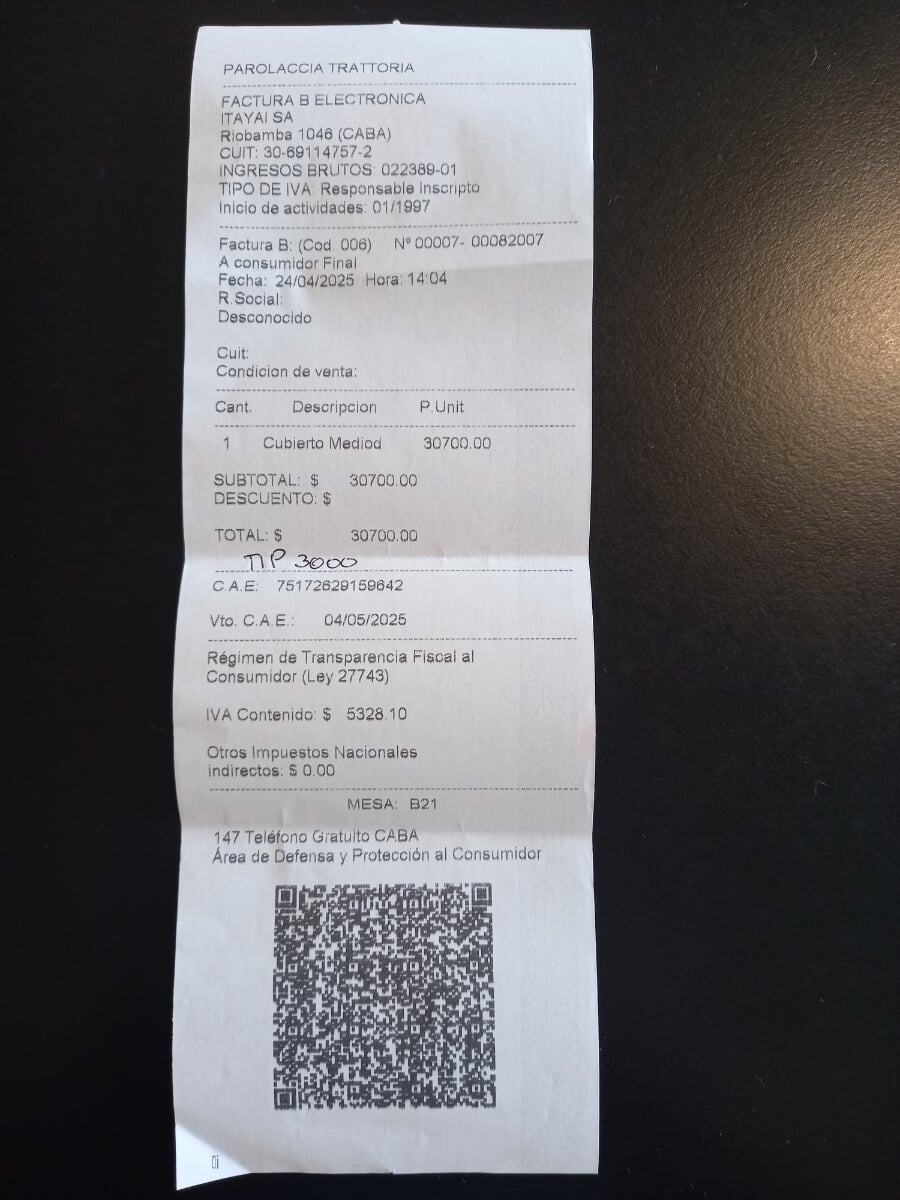 PAROLACCIA TRATTORIA
FACTURA B ELECTRONICA
ITAYAI SA
Riobamba 1046 (CABA)
CUIT: 30-69114757-2
INGRESOS BRUTOS: 022389-01
TIPO DE IVA: Responsable Inscripto
Inicio de actividades: 01/1997
Factura B: (Cod. 006) Nº 00007- 00082007
A consumidor Final
Fecha: 24/04/2025 Hora: 14:04
R.Social:
Desconocido
Cuit:
Condicion de venta:
Cant. Descripcion P.Unit
1 Cubierto Mediod 30700.00
SUBTOTAL: $ 30700.00
DESCUENTO: $
TOTAL: $ 30700.00
TIP 3000
C.A.E: 75172629159642
Vto. C.A.E.: 04/05/2025
Régimen de Transparencia Fiscal al
Consumidor (Ley 27743)
IVA Contenido: $ 5328.10
Otros Impuestos Nacionales
indirectos: $ 0.00
MESA: B21
147 Teléfono Gratuito CABA
Área de Defensa y Protección al Consumidor